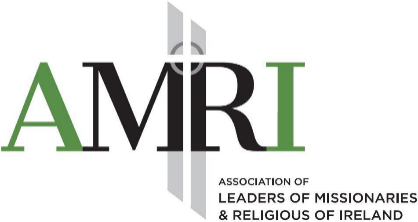 AMRI
ASSOCIATION OF
LEADERS OF MISSIONARIES
& RELIGIOUS OF IRELAND